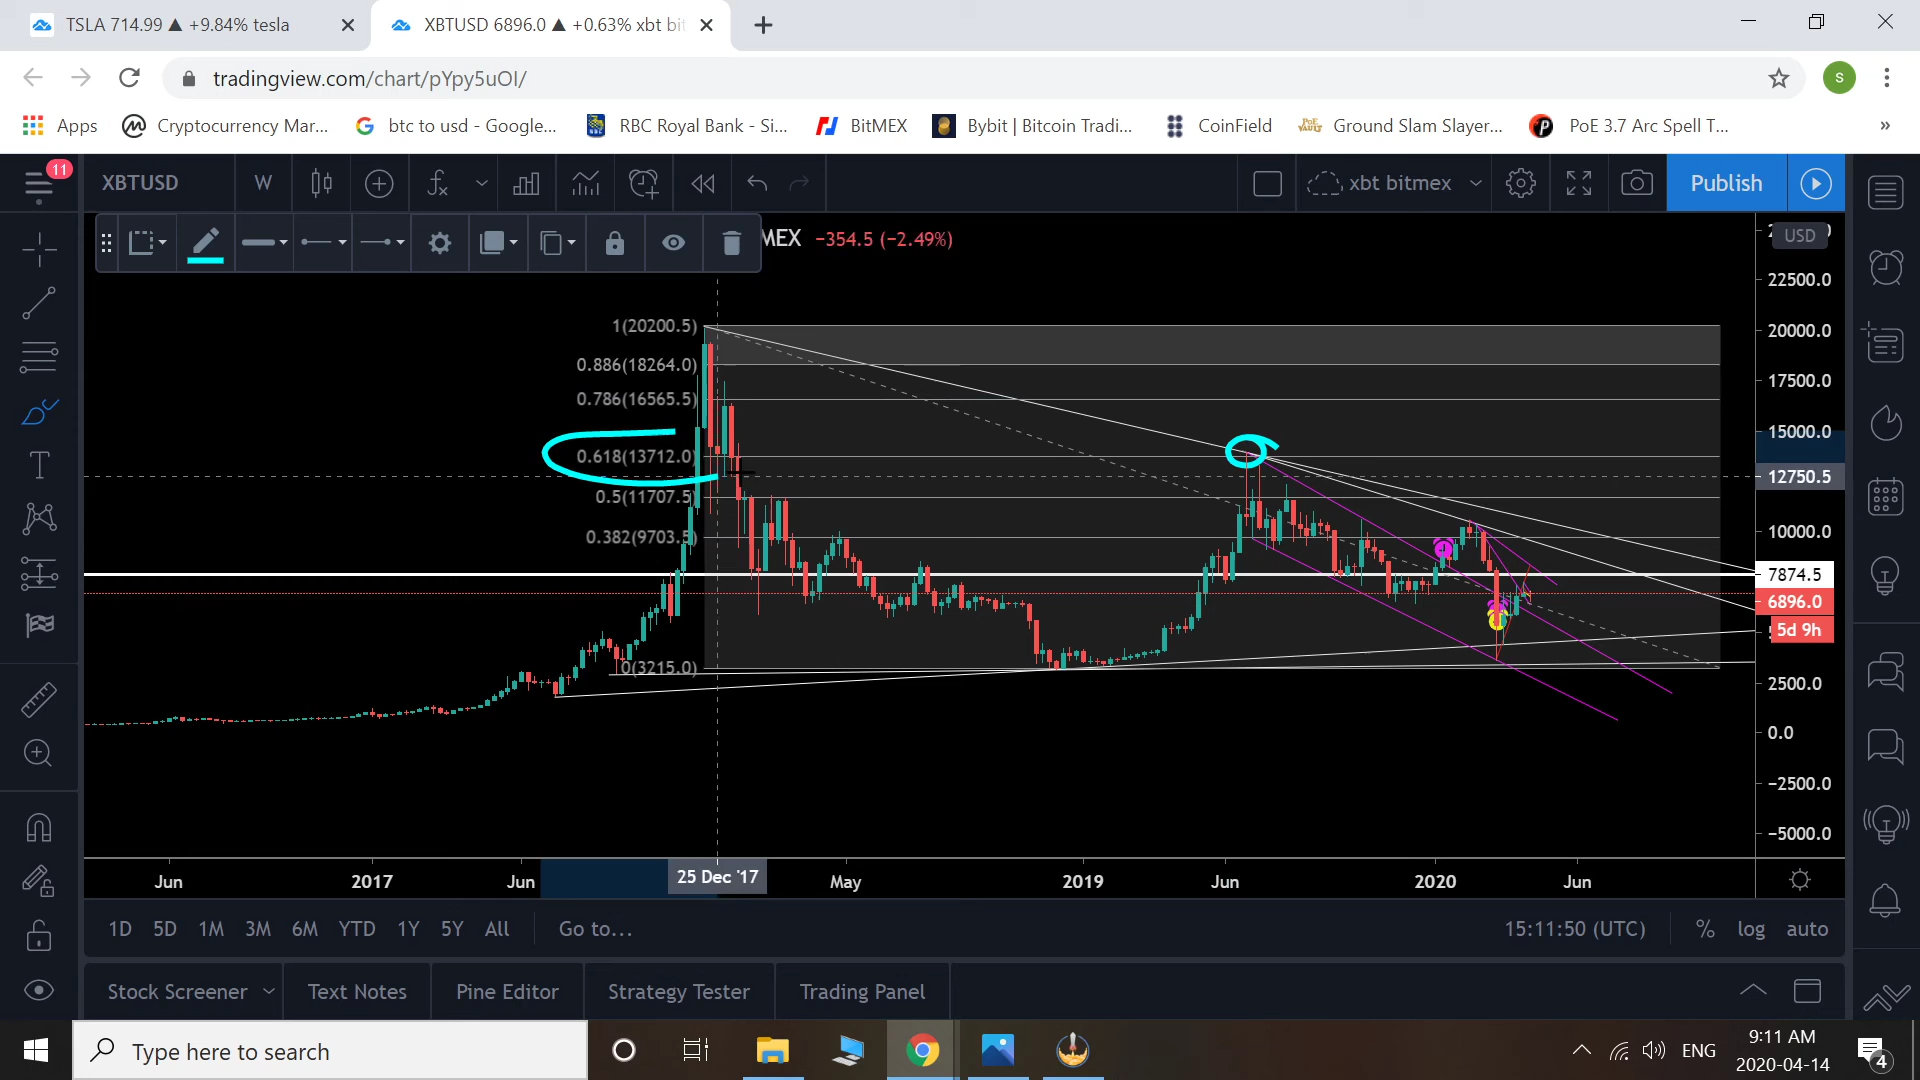 TSLA 714.99 ▲ +9.84% tesla
XBTUSD 6896.0 ▲ +0.63% xbt bi
tradingview.com/chart/pYpy5uOI/
S
Apps
Cryptocurrency Mar...
btc to usd - Google...
RBC Royal Bank - Si...
BitMEX
Bybit | Bitcoin Tradi...
CoinField
Ground Slam Slayer...
PoE 3.7 Arc Spell T...
»
11
XBTUSD
W
xbt bitmex
Publish
MEX −354.5 (−2.49%)
USD
22500.0
20000.0
17500.0
15000.0
12750.5
10000.0
7874.5
6896.0
5d 9h
2500.0
0.0
−2500.0
−5000.0
1(20200.5)
0.886(18264.0)
0.786(16565.5)
0.618(13712.0)
0.5(11707.5)
0.382(9703.5)
0(3215.0)
Jun
2017
Jun
25 Dec '17
May
2019
Jun
2020
Jun
1D 5D 1M 3M 6M YTD 1Y 5Y All
Go to...
15:11:50 (UTC)
% log auto
Stock Screener
Text Notes
Pine Editor
Strategy Tester
Trading Panel
Type here to search
ENG
9:11 AM
2020-04-14
4